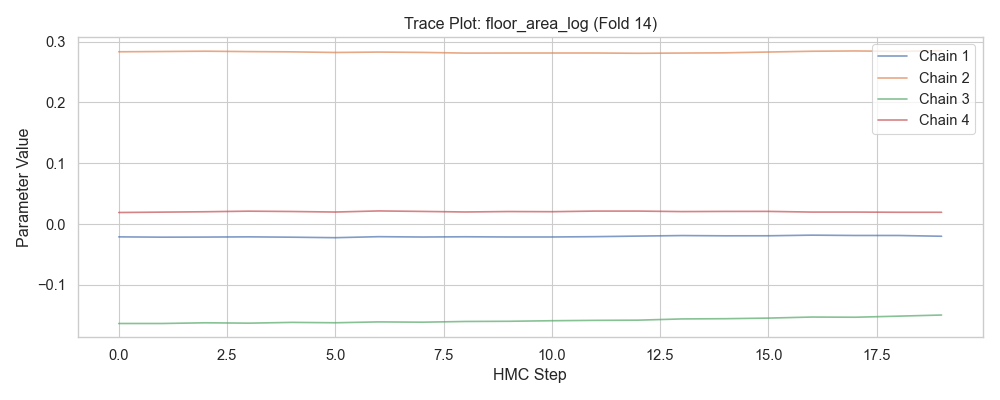 Trace Plot: floor_area_log (Fold 14)
Parameter Value
0.3
0.2
0.1
0.0
−0.1
Chain 1
Chain 2
Chain 3
Chain 4
0.0 2.5 5.0 7.5 10.0 12.5 15.0 17.5
HMC Step